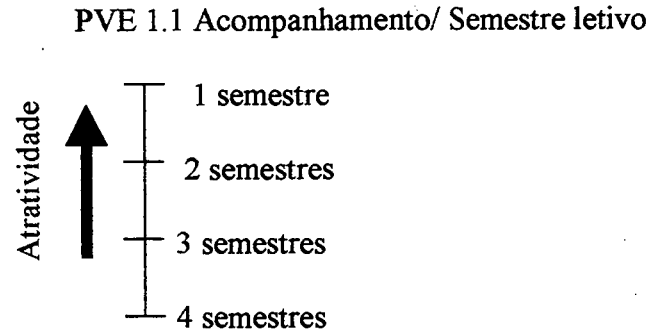 PVE 1.1 Acompanhamento/ Semestre letivo
Atratividade
1 semestre
2 semestres
3 semestres
4 semestres